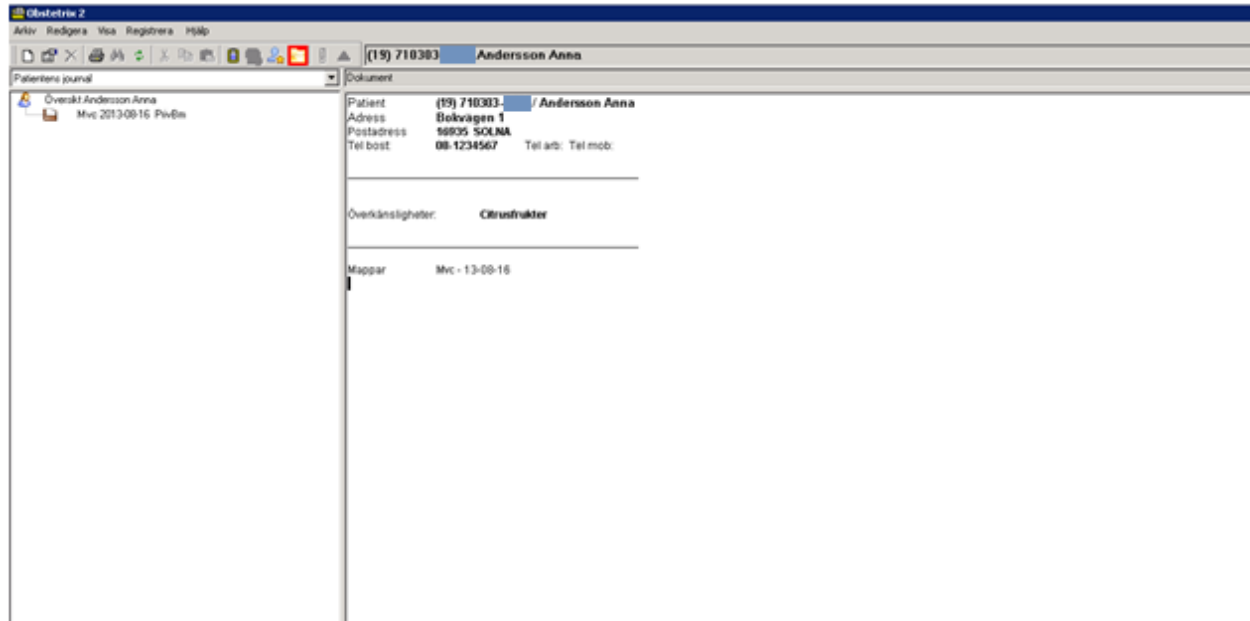 Obstetrix 2
Arkiv Redigera Visa Registrera Hjälp
(19) 710303 Andersson Anna
Patientens journal
Dokument
Översikt Andersson Anna
Mvc 2013-08-16 PrivBm
Patient (19) 710303- / Andersson Anna
Adress Bokvägen 1
Postadress 16935 SOLNA
Tel bost: 08-1234567 Tel arb: Tel mob:
Överkänsligheter: Citrusfrukter
Mappar Mvc - 13-08-16